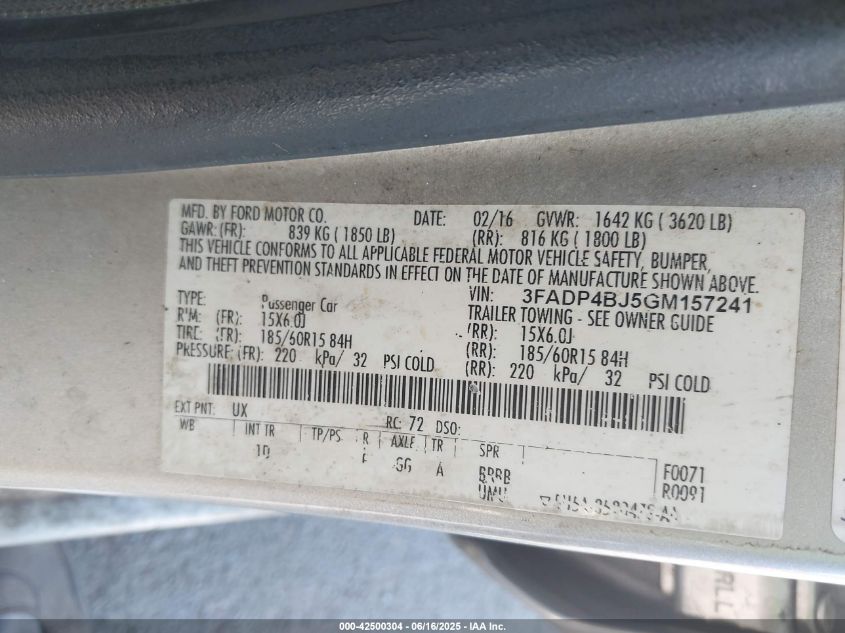 MFD. BY FORD MOTOR CO. DATE: 02/16 GVWR: 1642 KG ( 3620 LB)
GAWR: (FR): 839 KG ( 1850 LB) (RR): 816 KG ( 1800 LB)
THIS VEHICLE CONFORMS TO ALL APPLICABLE FEDERAL MOTOR VEHICLE SAFETY, BUMPER,
AND THEFT PREVENTION STANDARDS IN EFFECT ON THE DATE OF MANUFACTURE SHOWN ABOVE.
VIN: 3FADP4BJ5GM157241
TYPE: Passenger Car TRAILER TOWING - SEE OWNER GUIDE
RIM: (FR): 15X6.0J (RR): 15X6.0J
TIRE: (FR): 185/60R15 84H (RR): 185/60R15 84H
PRESSURE: (FR): 220 kPa/ 32 PSI COLD (RR): 220 kPa/ 32 PSI COLD
EXT PNT: UX RC: 72 DSO:
WB INT TR TP/PS R AXLE TR SPR
A F0071
R0091
000-42500304 - 06/16/2025 - IAA Inc.